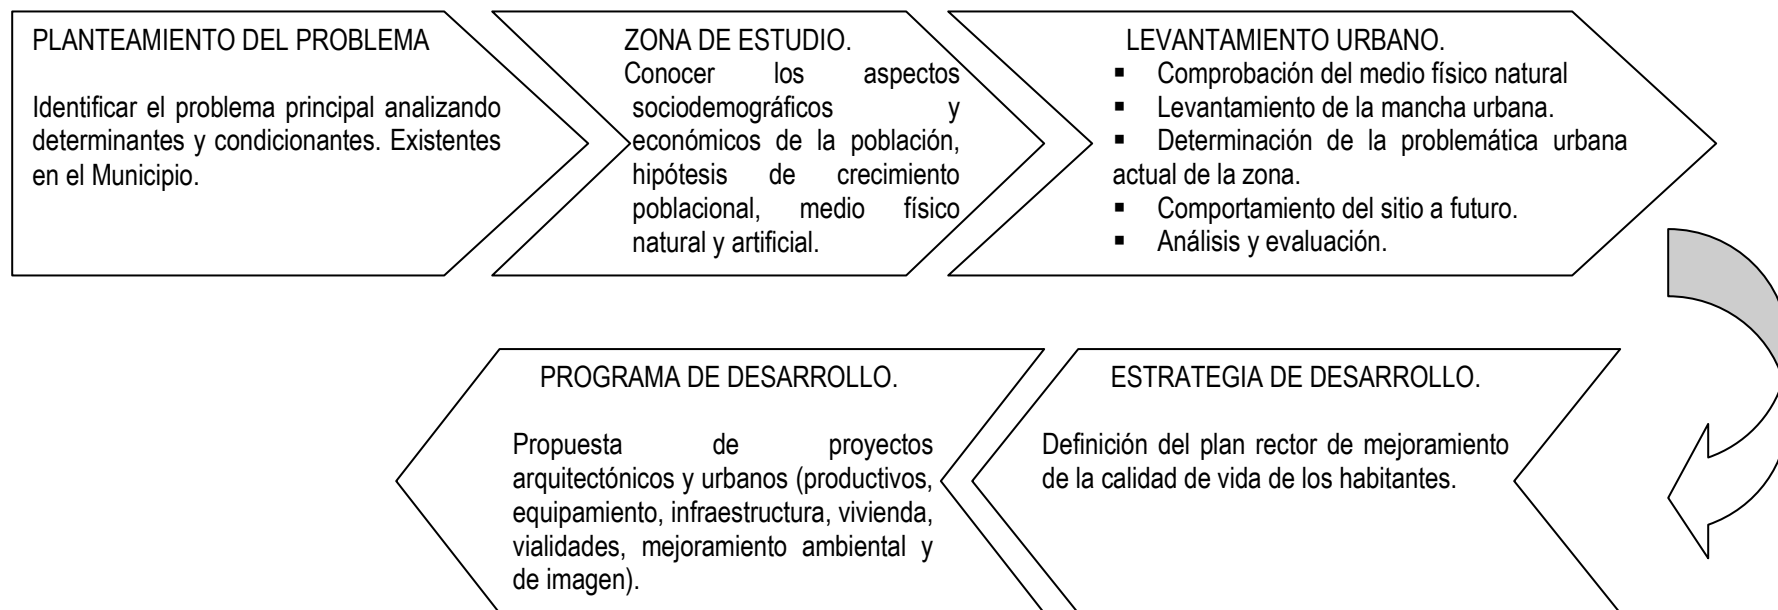 PLANTEAMIENTO DEL PROBLEMA
Identificar el problema principal analizando
determinantes y condicionantes. Existentes
en el Municipio.
ZONA DE ESTUDIO.
Conocer los aspectos
sociodemográficos y
económicos de la población,
hipótesis de crecimiento
poblacional, medio físico
natural y artificial.
LEVANTAMIENTO URBANO.
▪ Comprobación del medio físico natural
▪ Levantamiento de la mancha urbana.
▪ Determinación de la problemática urbana
actual de la zona.
▪ Comportamiento del sitio a futuro.
▪ Análisis y evaluación.
ESTRATEGIA DE DESARROLLO.
Definición del plan rector de mejoramiento
de la calidad de vida de los habitantes.
PROGRAMA DE DESARROLLO.
Propuesta de proyectos
arquitectónicos y urbanos (productivos,
equipamiento, infraestructura, vivienda,
vialidades, mejoramiento ambiental y
de imagen).